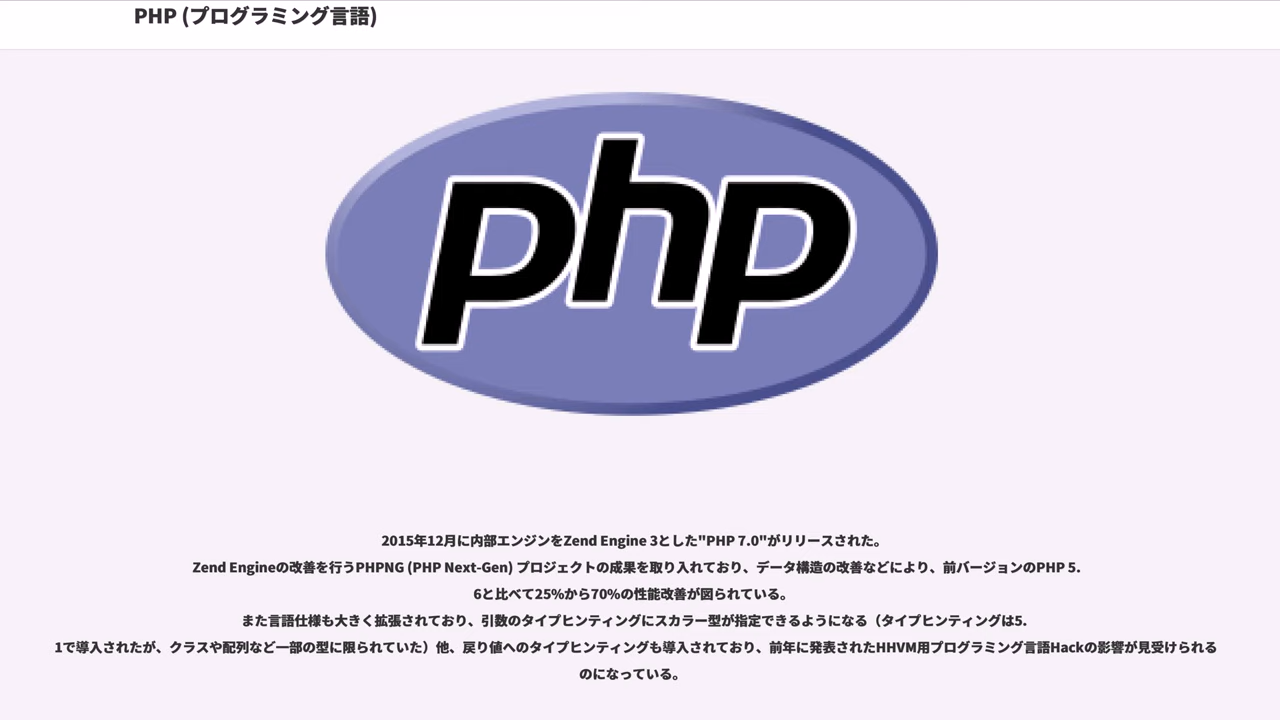 PHP (プログラミング言語)
php
2015年12月に内部エンジンをZend Engine 3とした"PHP 7.0"がリリースされた。
Zend Engineの改善を行うPHPNG (PHP Next-Gen) プロジェクトの成果を取り入れており、データ構造の改善などにより、前バージョンのPHP 5.
6と比べて25%から70%の性能改善が図られている。
また言語仕様も大きく拡張されており、引数のタイプヒンティングにスカラー型が指定できるようになる（タイプヒンティングは5.
1で導入されたが、クラスや配列など一部の型に限られていた）他、戻り値へのタイプヒンティングも導入されており、前年に発表されたHHVM用プログラミング言語Hackの影響が見受けられる
のになっている。